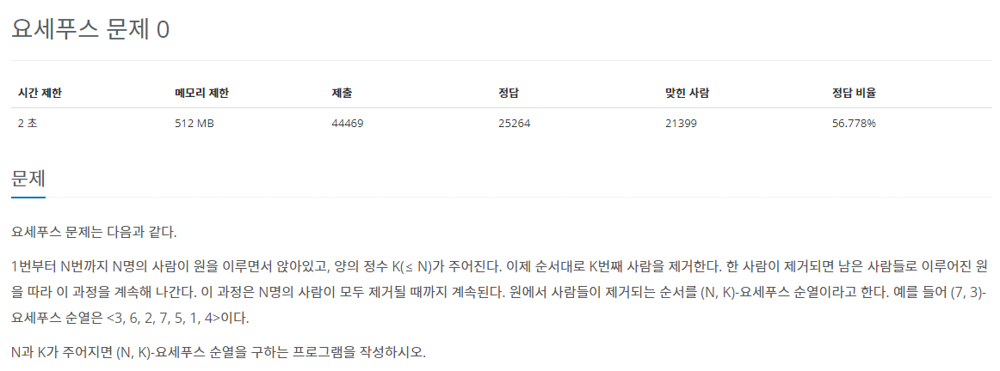 요세푸스 문제 0
시간 제한 메모리 제한 제출 정답 맞힌 사람 정답 비율
2 초 512 MB 44469 25264 21399 56.778%
문제
요세푸스 문제는 다음과 같다.
1번부터 N번까지 N명의 사람이 원을 이루면서 앉아있고, 양의 정수 K(≤ N)가 주어진다. 이제 순서대로 K번째 사람을 제거한다. 한 사람이 제거되면 남은 사람들로 이루어진 원
을 따라 이 과정을 계속해 나간다. 이 과정은 N명의 사람이 모두 제거될 때까지 계속된다. 원에서 사람들이 제거되는 순서를 (N, K)-요세푸스 순열이라고 한다. 예를 들어 (7, 3)-
요세푸스 순열은 <3, 6, 2, 7, 5, 1, 4>이다.
N과 K가 주어지면 (N, K)-요세푸스 순열을 구하는 프로그램을 작성하시오.